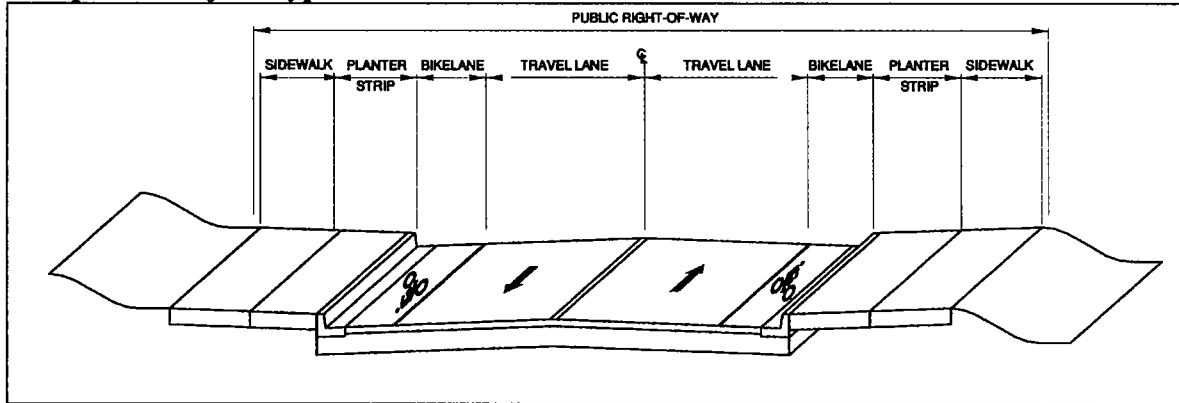 PUBLIC RIGHT-OF-WAY
℄
SIDEWALK PLANTER BIKELANE TRAVEL LANE TRAVEL LANE BIKELANE PLANTER SIDEWALK
STRIP STRIP